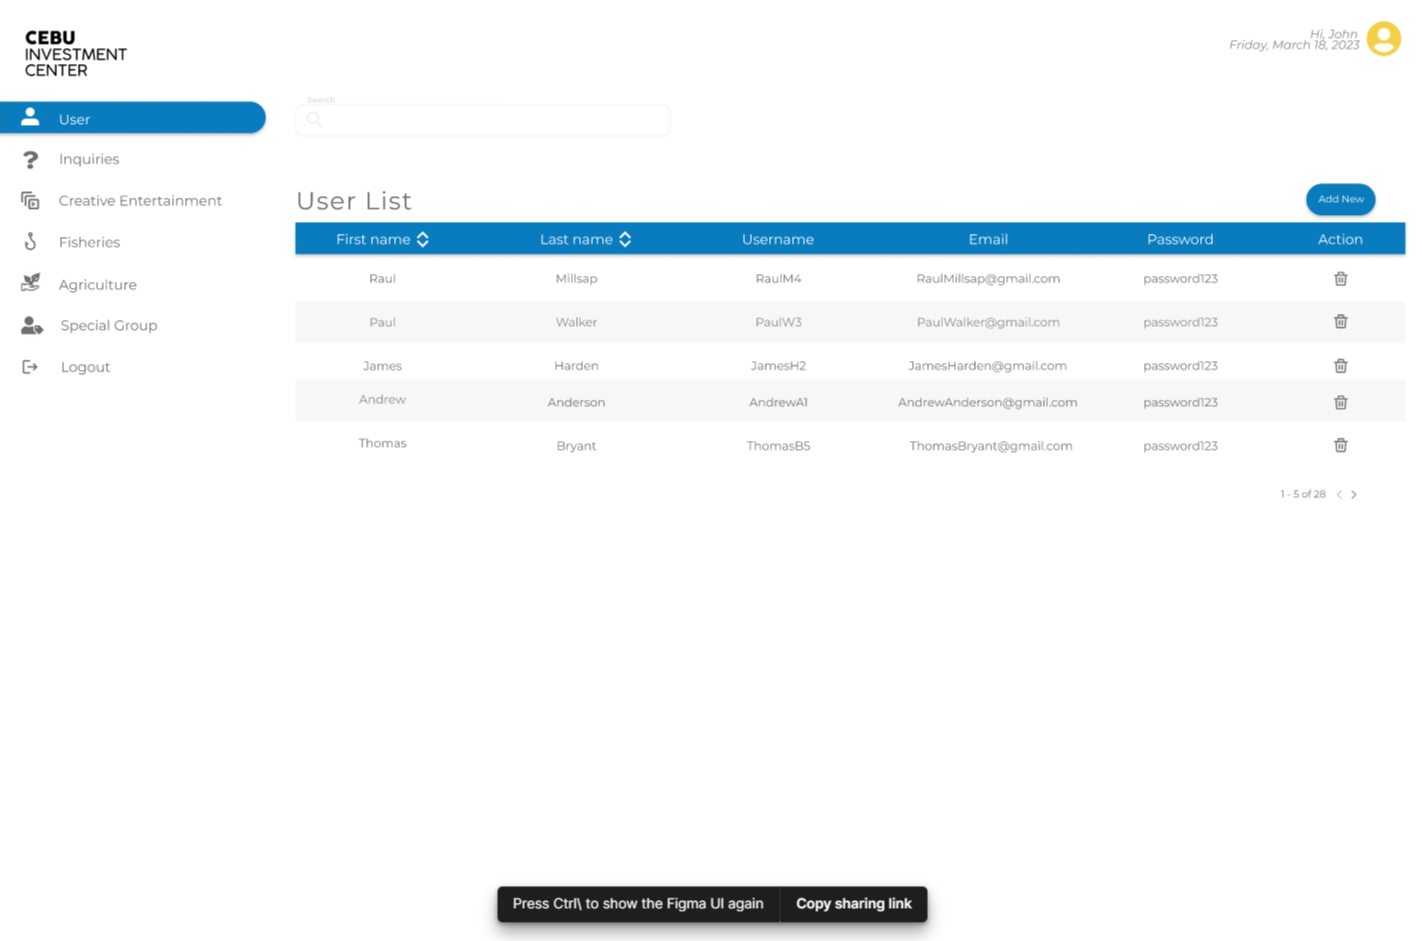 CEBU
INVESTMENT
CENTER
Hi, John
Friday, March 18, 2023
User
Inquiries
Creative Entertainment
Fisheries
Agriculture
Special Group
Logout
Search
User List
Add New
First name Last name Username Email Password Action
Raul Millsap RaulM4 RaulMillsap@gmail.com password123
Paul Walker PaulW3 PaulWalker@gmail.com password123
James Harden JamesH2 JamesHarden@gmail.com password123
Andrew Anderson AndrewA1 AndrewAnderson@gmail.com password123
Thomas Bryant ThomasB5 ThomasBryant@gmail.com password123
1 - 5 of 28 < >
Press Ctrl\ to show the Figma UI again Copy sharing link